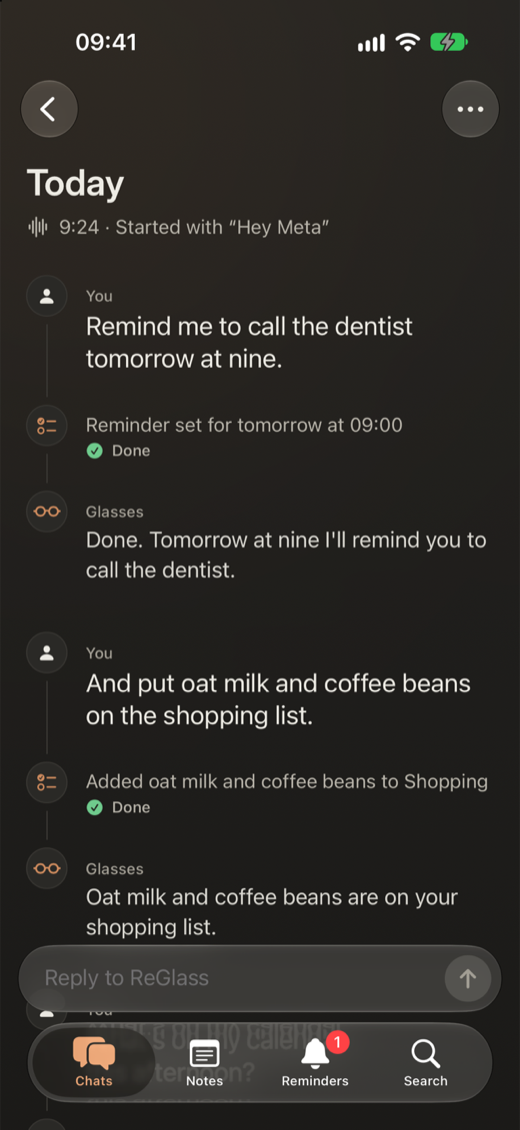 09:41
Today
9:24 · Started with “Hey Meta”
You
Remind me to call the dentist
tomorrow at nine.
Reminder set for tomorrow at 09:00
Done
Glasses
Done. Tomorrow at nine I'll remind you to
call the dentist.
You
And put oat milk and coffee beans
on the shopping list.
Added oat milk and coffee beans to Shopping
Done
Glasses
Oat milk and coffee beans are on your
shopping list.
Reply to ReGlass
You
on my
afternoon?
1
Chats
Notes
Reminders
Search